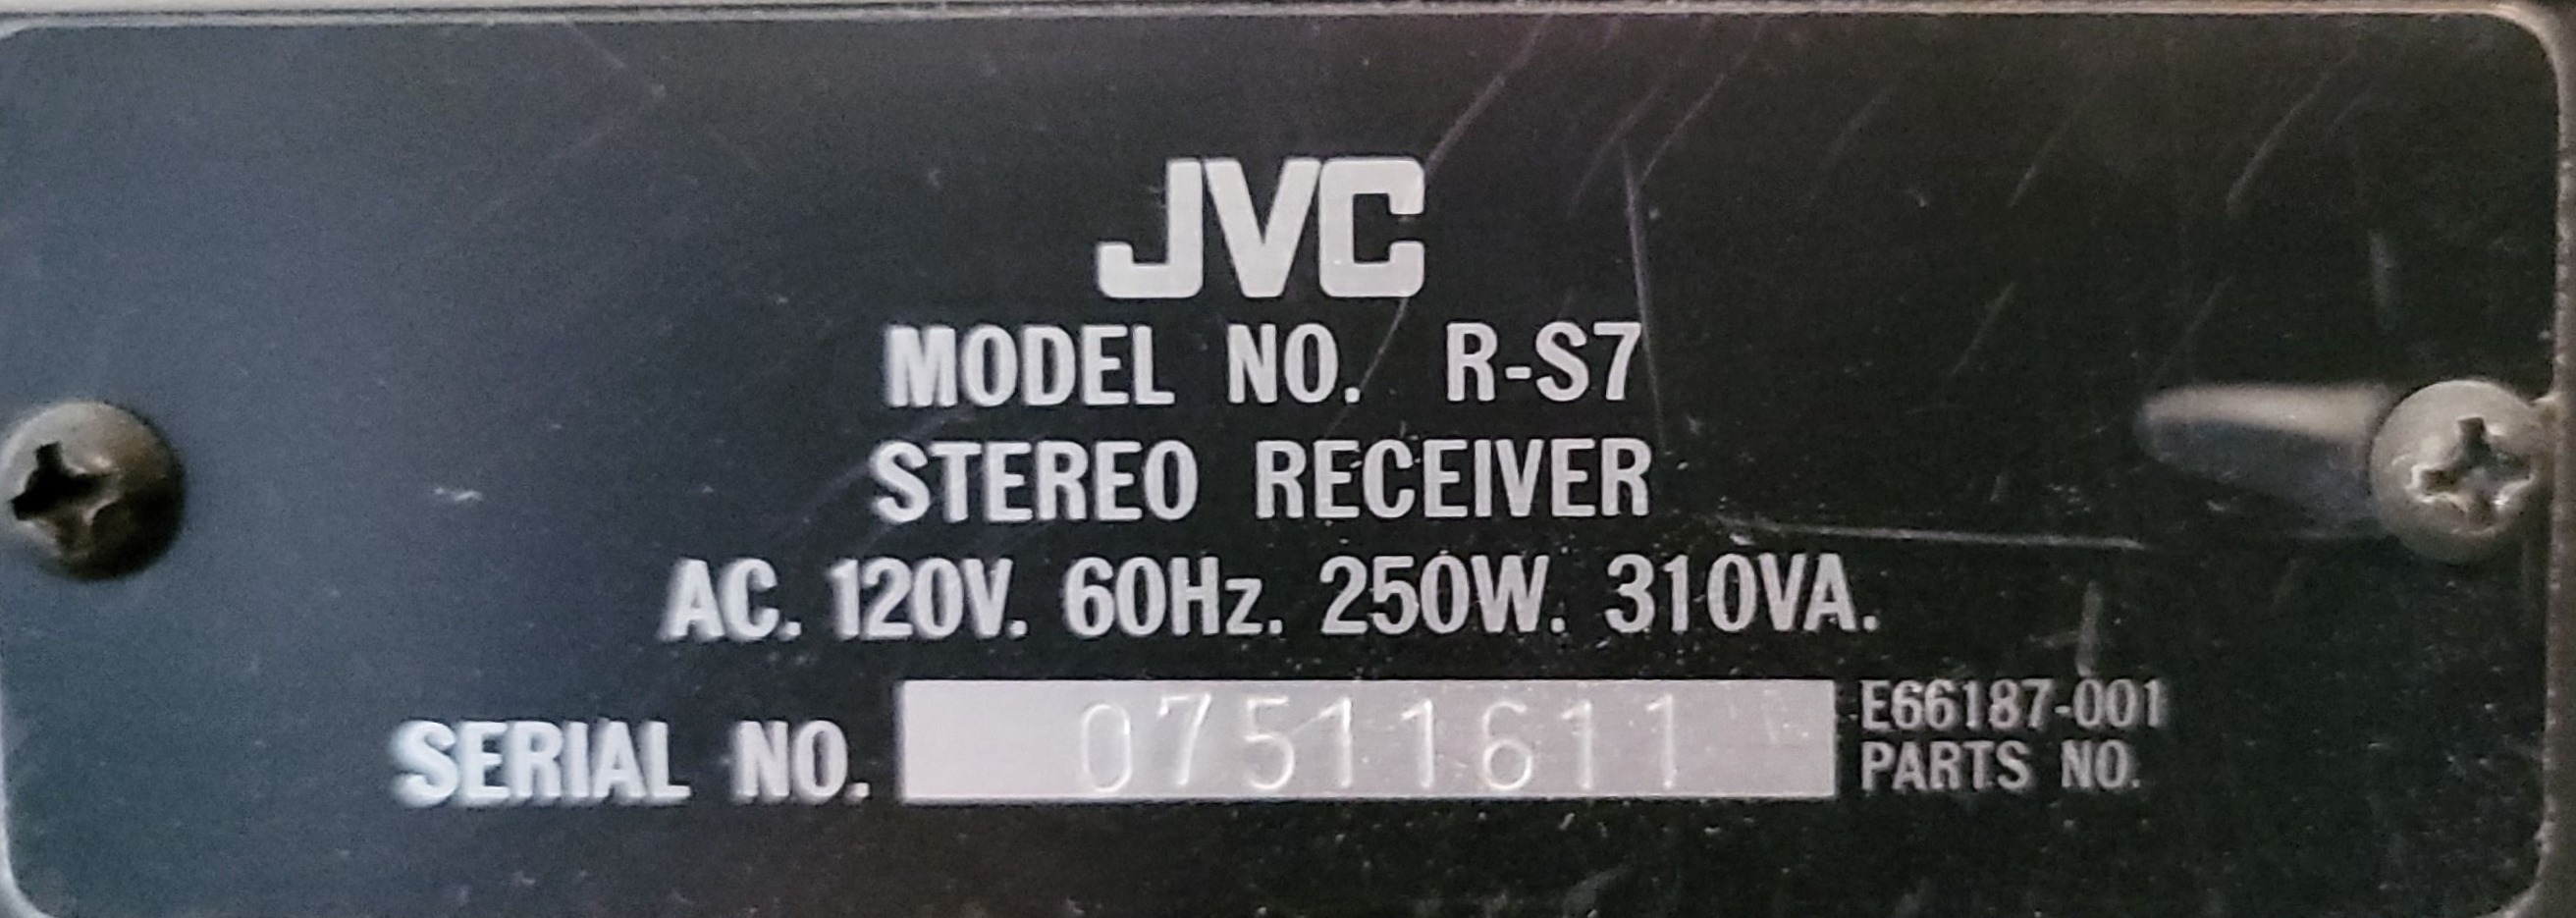 JVC
MODEL NO. R-S7
STEREO RECEIVER
AC. 120V. 60Hz. 250W. 310VA.
SERIAL NO. 07511611
E66187-001
PARTS NO.